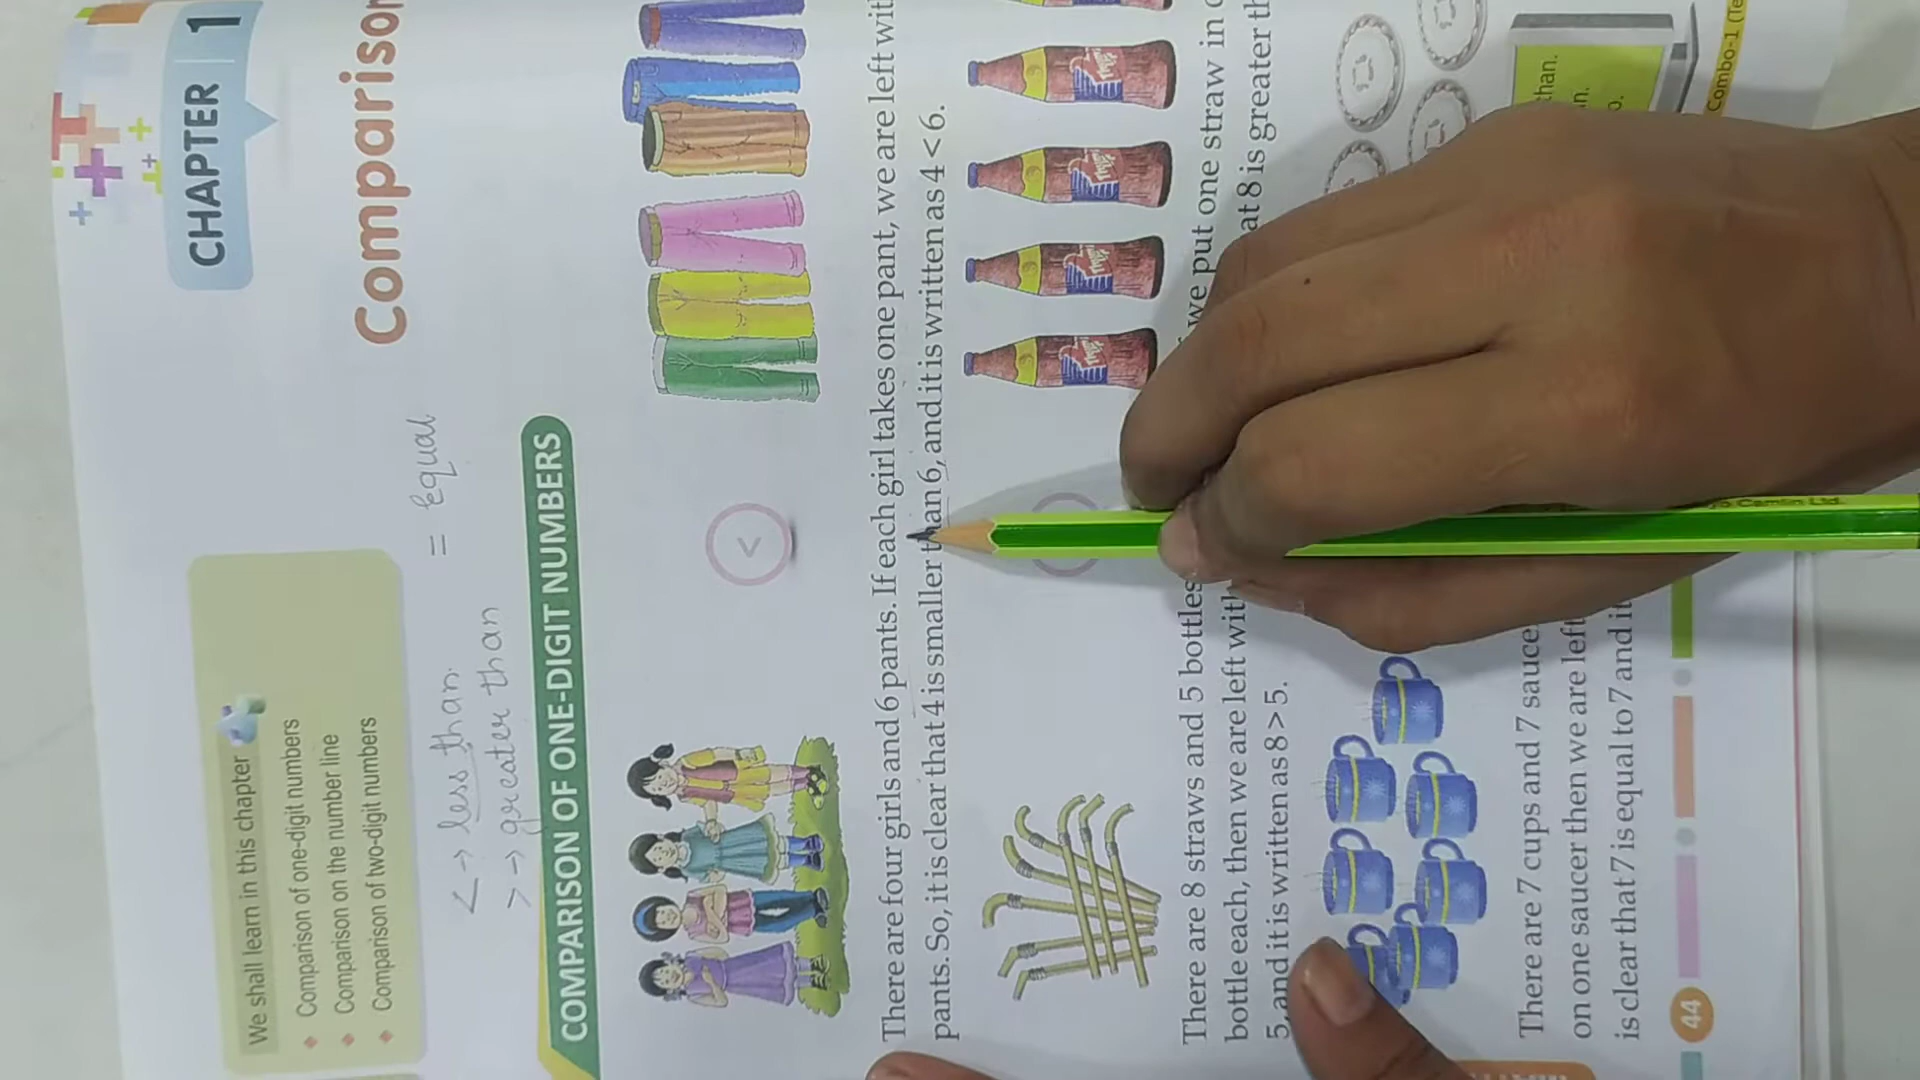 CHAPTER 1
Comparison
We shall learn in this chapter
Comparison of one-digit numbers
Comparison on the number line
Comparison of two-digit numbers
< → less than.
= Equal
> → greater than
COMPARISON OF ONE-DIGIT NUMBERS
<
There are four girls and 6 pants. If each girl takes one pant, we are left
pants. So, it is clear that 4 is smaller than 6, and it is written as 4 < 6.
There are 8 straws and 5 bottles we put one straw in
bottle each, then we are left with at 8 is greater
5, and it is written as 8 > 5.
There are 7 cups and 7
on one saucer then we are left
is clear that 7 is equal to 7 and
than.
44
Combo-1